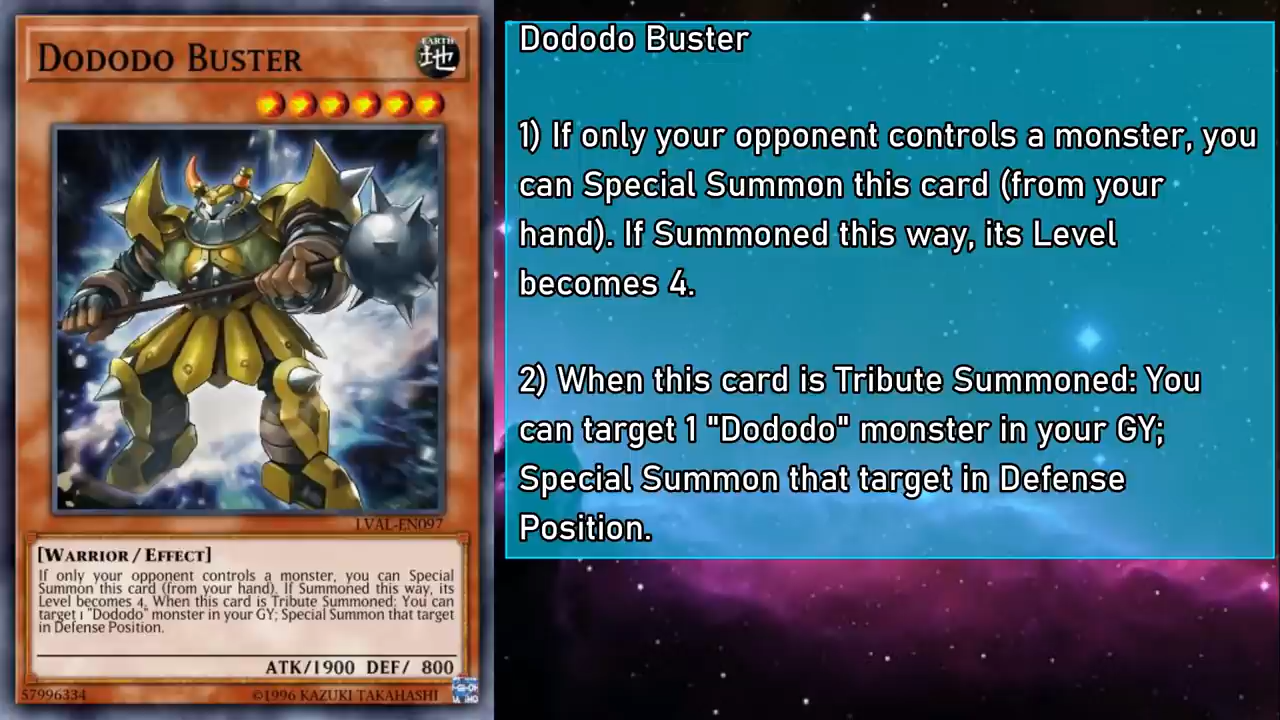 DODODO BUSTER
EARTH
地
LVAL-EN097
[WARRIOR / EFFECT]
If only your opponent controls a monster, you can Special
Summon this card (from your hand). If Summoned this way, its
Level becomes 4. When this card is Tribute Summoned: You can
target 1 "Dododo" monster in your GY; Special Summon that target
in Defense Position.
ATK/1900 DEF/ 800
57996334
©1996 KAZUKI TAKAHASHI
Dododo Buster
1) If only your opponent controls a monster, you
can Special Summon this card (from your
hand). If Summoned this way, its Level
becomes 4.
2) When this card is Tribute Summoned: You
can target 1 "Dododo" monster in your GY;
Special Summon that target in Defense
Position.